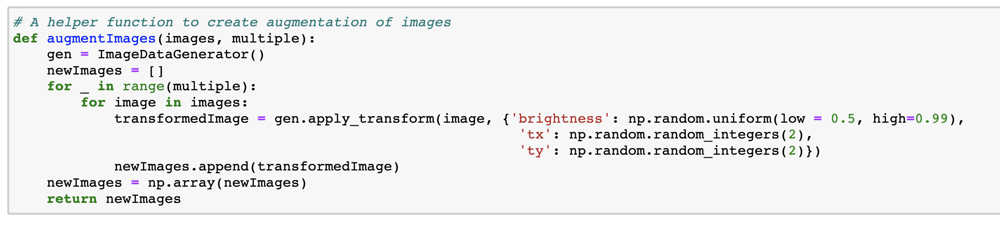 # A helper function to create augmentation of images
def augmentImages(images, multiple):
    gen = ImageDataGenerator()
    newImages = []
    for _ in range(multiple):
        for image in images:
            transformedImage = gen.apply_transform(image, {'brightness': np.random.uniform(low = 0.5, high=0.99),
                                                            'tx': np.random.random_integers(2),
                                                            'ty': np.random.random_integers(2)})
            newImages.append(transformedImage)
    newImages = np.array(newImages)
    return newImages